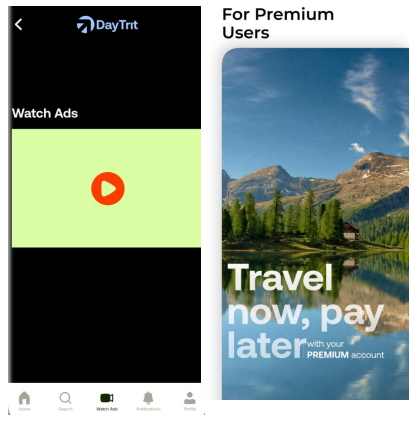 DayTrıt
Watch Ads
Home
Search
Watch Ads
Notifications
Profile
For Premium
Users
Travel
now, pay
later
with your
PREMIUM account